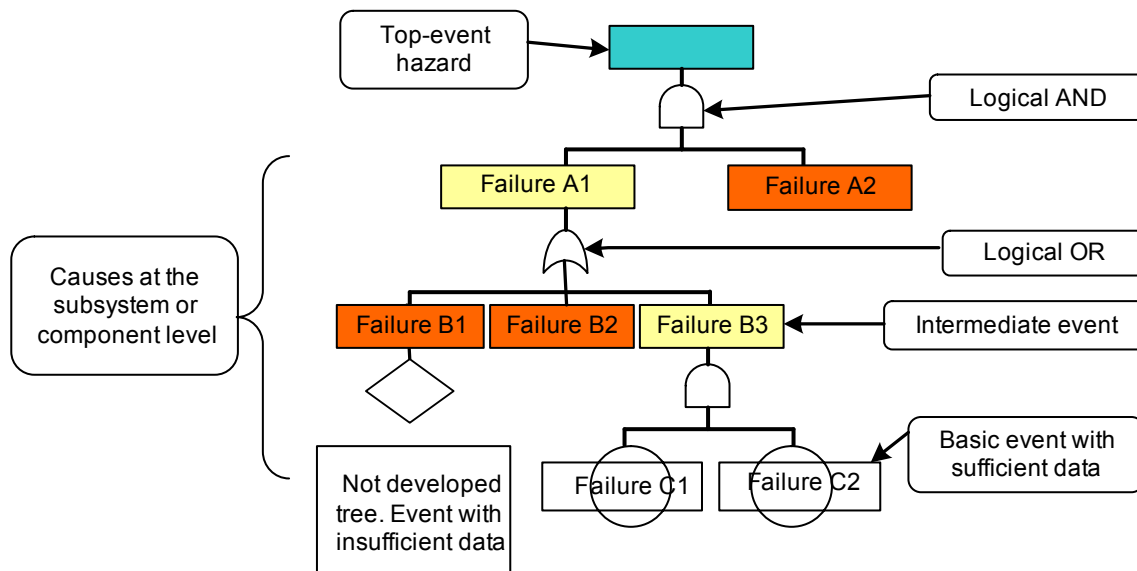 Top-event
hazard
Logical AND
Failure A1
Failure A2
Causes at the
subsystem or
component level
Logical OR
Failure B1
Failure B2
Failure B3
Intermediate event
Not developed
tree. Event with
insufficient data
Failure C1
Failure C2
Basic event with
sufficient data